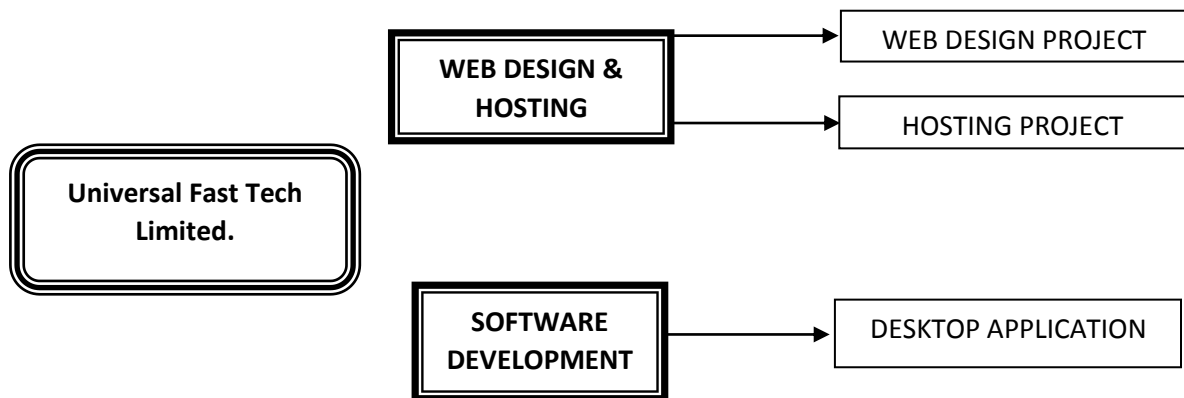 WEB DESIGN &
HOSTING
WEB DESIGN PROJECT
HOSTING PROJECT
Universal Fast Tech
Limited.
SOFTWARE
DEVELOPMENT
DESKTOP APPLICATION